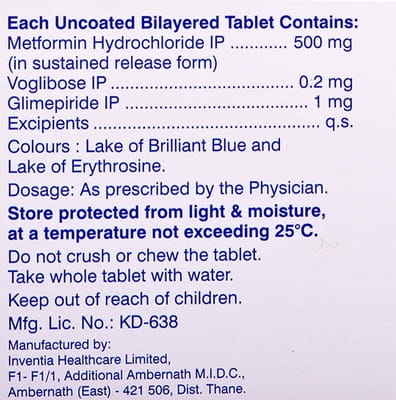 Each Uncoated Bilayered Tablet Contains:
Metformin Hydrochloride IP ............ 500 mg
(in sustained release form)
Voglibose IP ...................................... 0.2 mg
Glimepiride IP ................................... 1 mg
Excipients ............................................... q.s.
Colours : Lake of Brilliant Blue and
Lake of Erythrosine.
Dosage: As prescribed by the Physician.
Store protected from light & moisture,
at a temperature not exceeding 25°C.
Do not crush or chew the tablet.
Take whole tablet with water.
Keep out of reach of children.
Mfg. Lic. No.: KD-638
Manufactured by:
Inventia Healthcare Limited,
F1- F1/1, Additional Ambernath M.I.D.C.,
Ambernath (East) - 421 506, Dist. Thane.